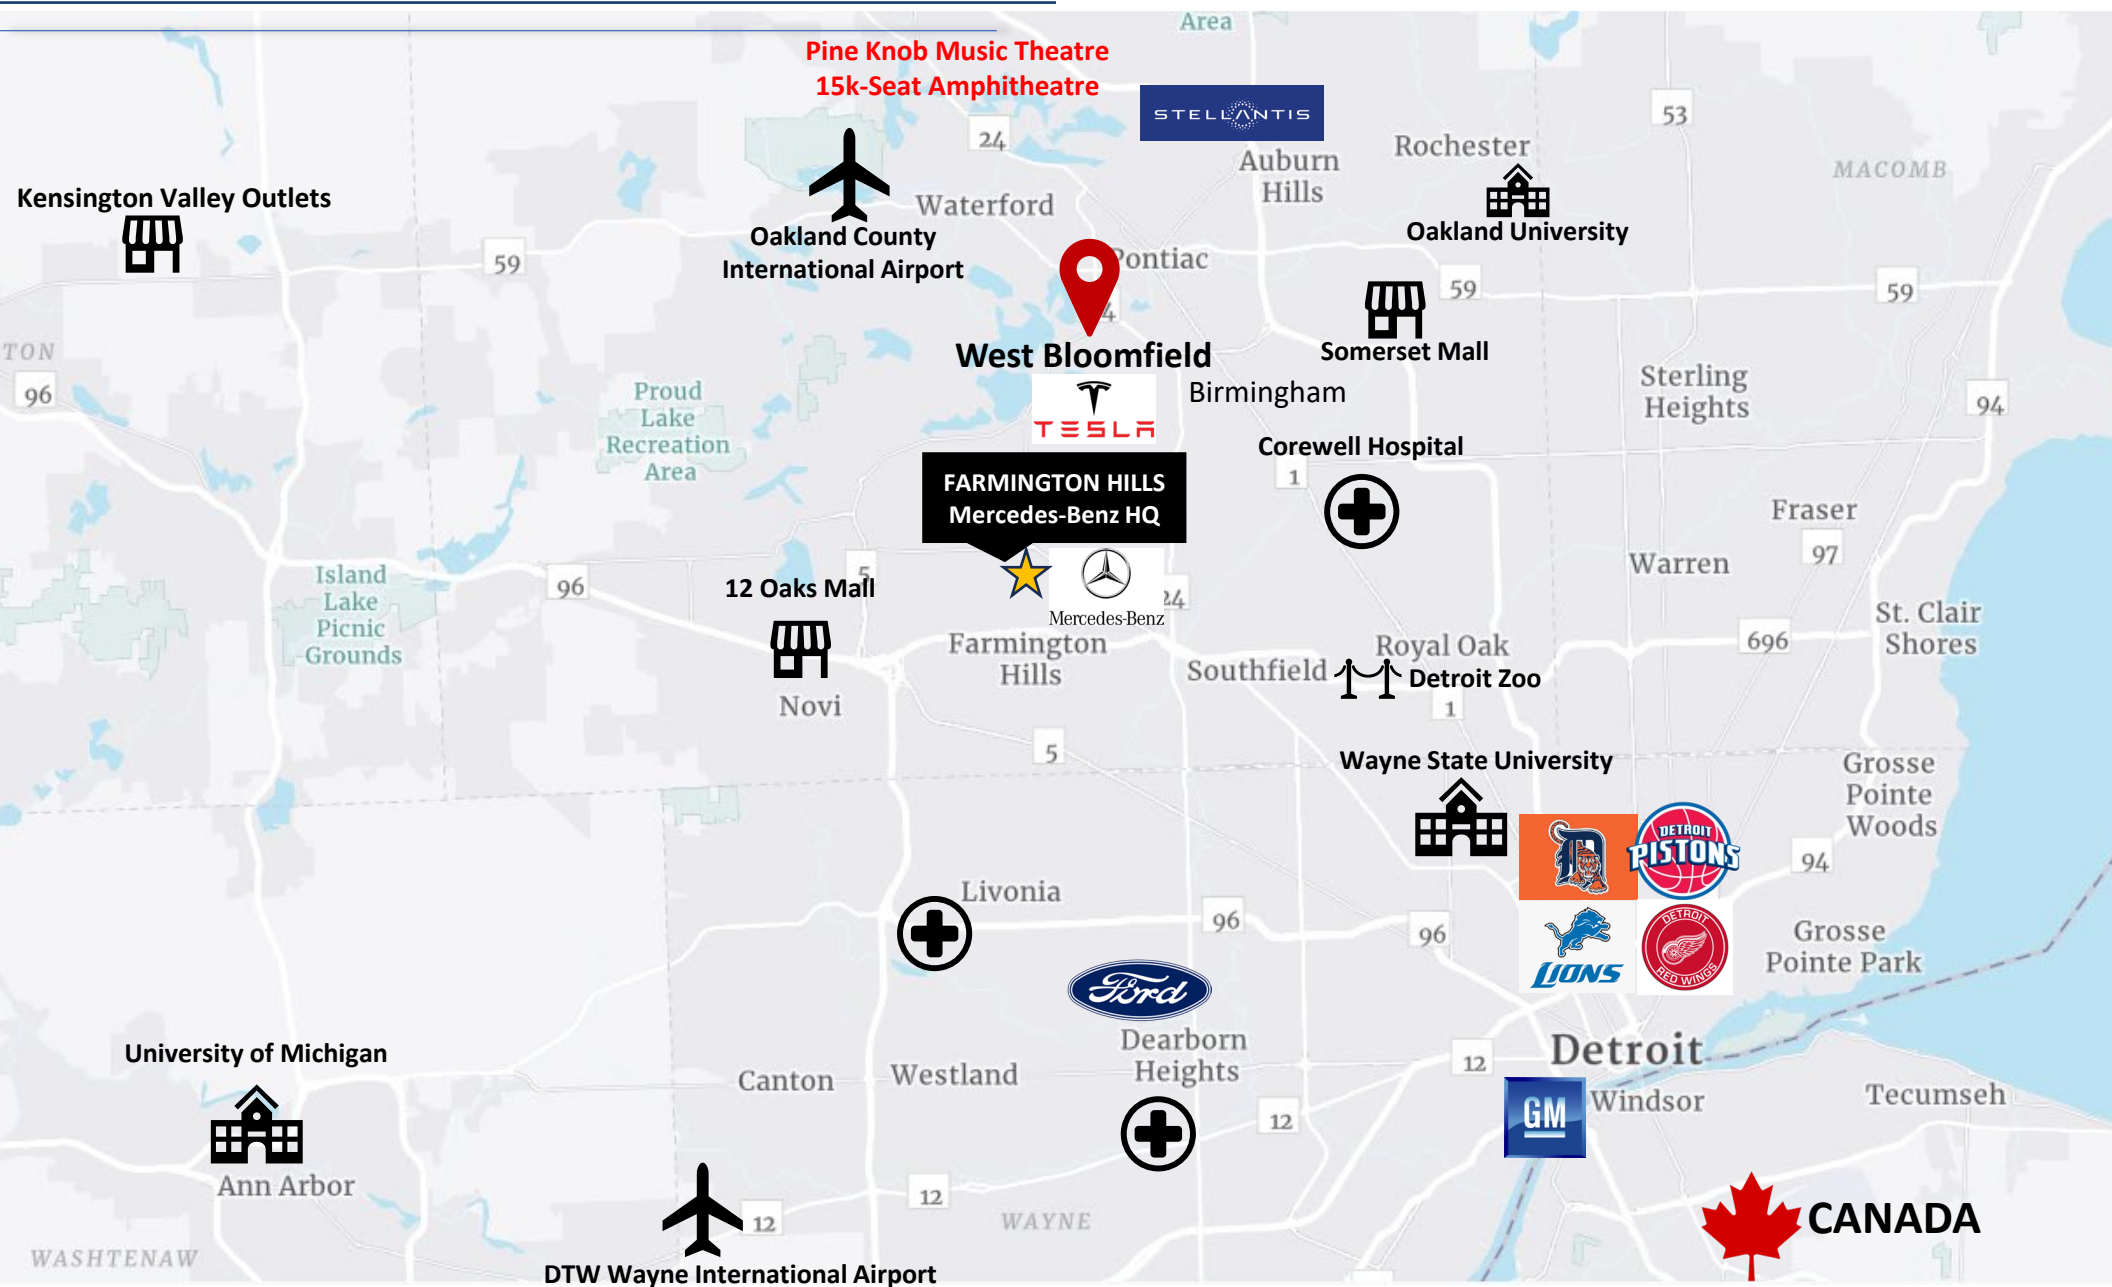 Area
Pine Knob Music Theatre
15k-Seat Amphitheatre
STELLANTIS
53
24
Rochester
MACOMB
Auburn
Hills
Kensington Valley Outlets
Waterford
Oakland University
Oakland County
International Airport
Pontiac
59
59
59
4
TON
West Bloomfield
Somerset Mall
96
Proud
Lake
Recreation
Area
Sterling
Heights
94
TESLA
Birmingham
Corewell Hospital
1
FARMINGTON HILLS
Mercedes-Benz HQ
Fraser
97
Warren
Island
Lake
Picnic
Grounds
96
12 Oaks Mall
5
24
Mercedes-Benz
St. Clair
Shores
696
Farmington
Hills
Southfield
Royal Oak
Detroit Zoo
1
Novi
5
Wayne State University
Grosse
Pointe
Woods
DETROIT
PISTONS
94
Livonia
96
96
LIONS
DETROIT
RED WINGS
Grosse
Pointe Park
Ford
University of Michigan
Dearborn
Heights
12
Detroit
Canton
Westland
GM
Windsor
Tecumseh
12
Ann Arbor
12
12
WAYNE
CANADA
WASHTENAW
DTW Wayne International Airport